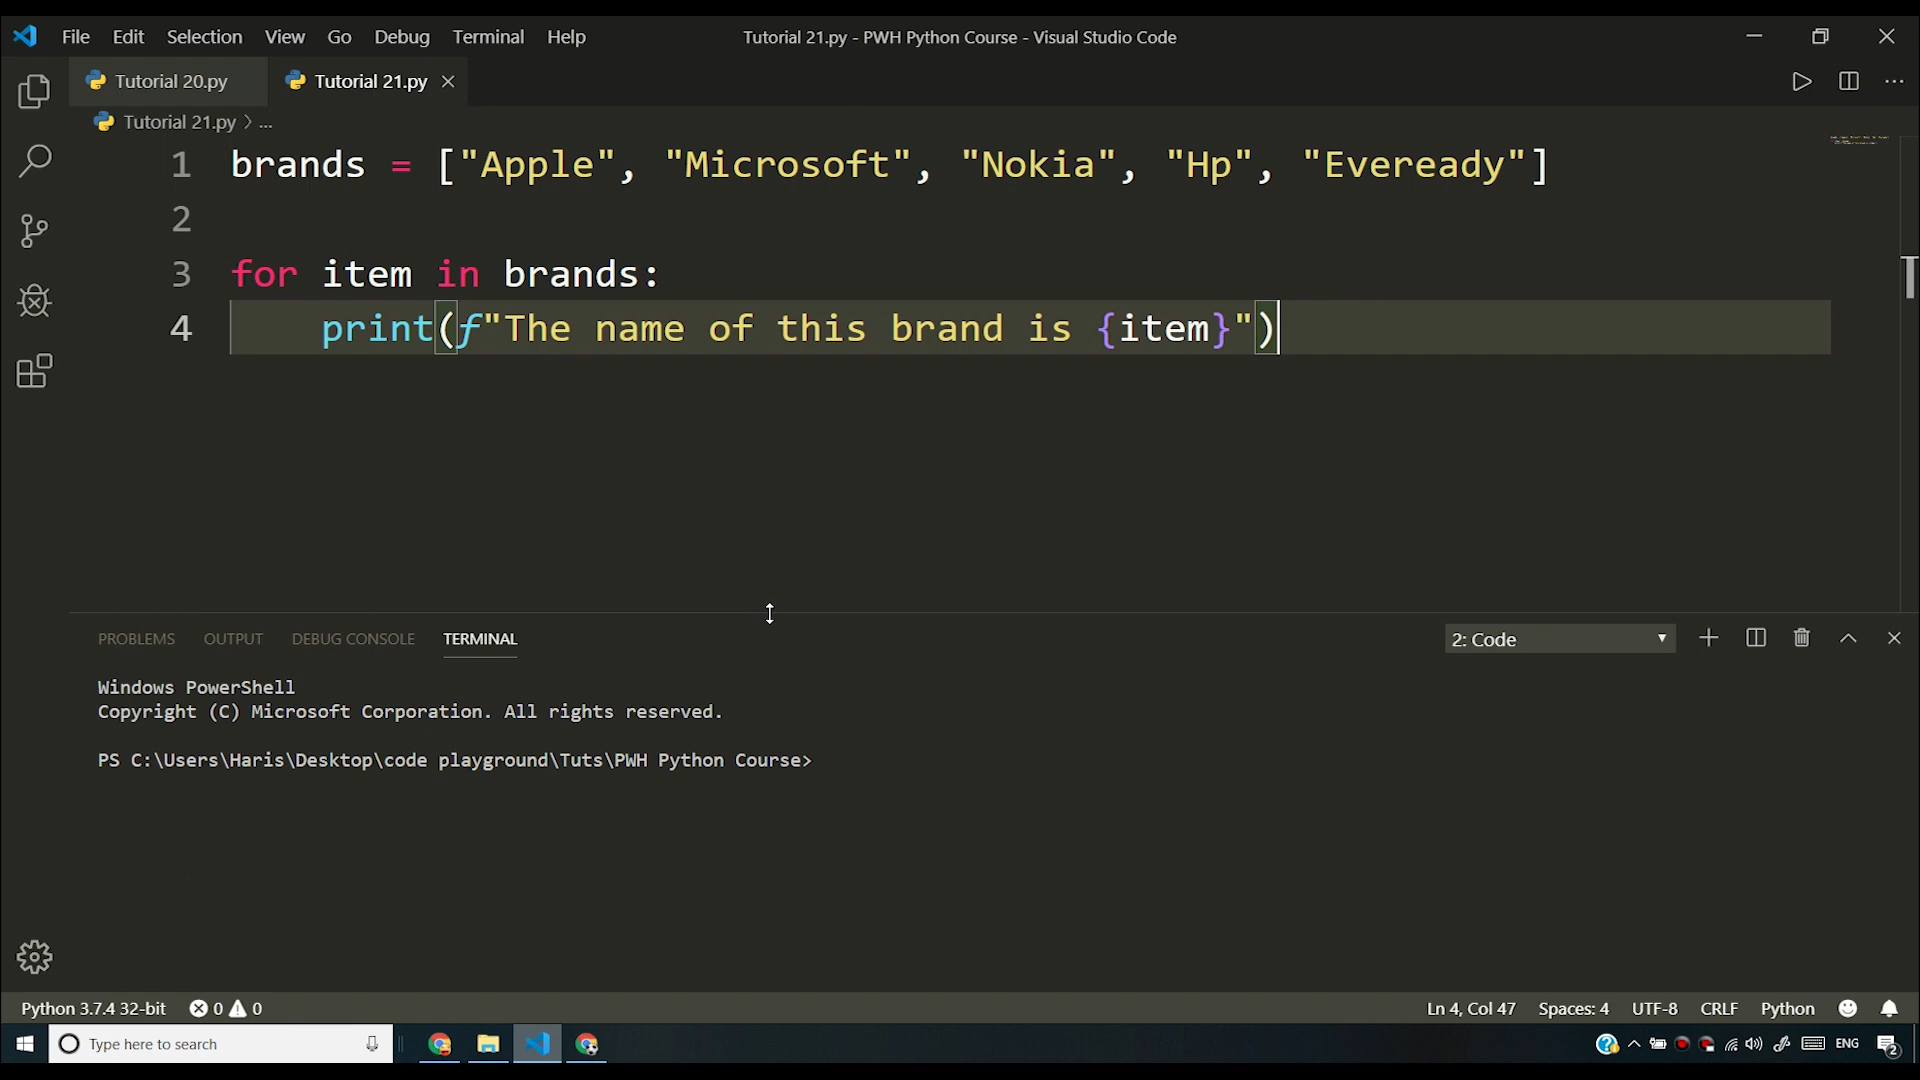 File Edit Selection View Go Debug Terminal Help Tutorial 21.py - PWH Python Course - Visual Studio Code
Tutorial 20.py Tutorial 21.py
Tutorial 21.py > ...
1 brands = ["Apple", "Microsoft", "Nokia", "Hp", "Eveready"]
2
3 for item in brands:
4     print(f"The name of this brand is {item}")
PROBLEMS OUTPUT DEBUG CONSOLE TERMINAL 2: Code
Windows PowerShell
Copyright (C) Microsoft Corporation. All rights reserved.
PS C:\Users\Haris\Desktop\code playground\Tuts\PWH Python Course>
Python 3.7.4 32-bit 0 0 Ln 4, Col 47 Spaces: 4 UTF-8 CRLF Python
Type here to search ENG 2